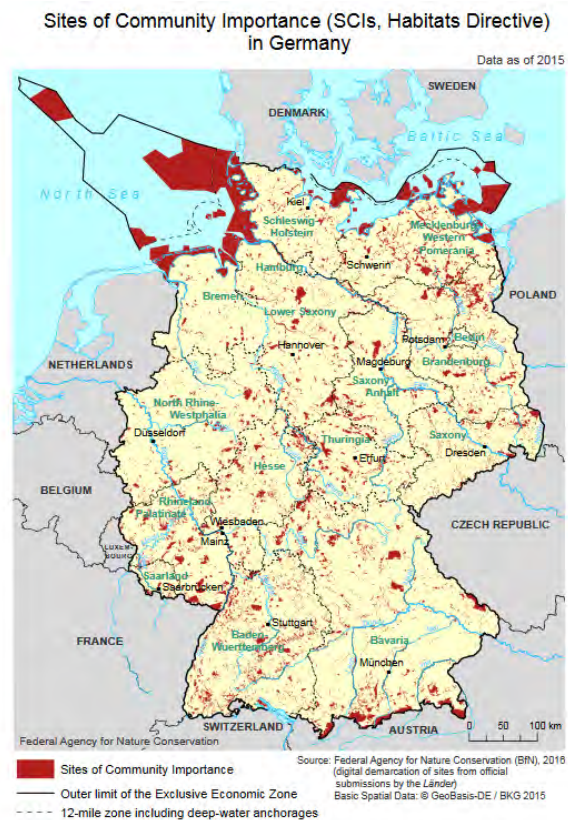 Sites of Community Importance (SCIs, Habitats Directive)
in Germany
Data as of 2015
SWEDEN
DENMARK
Baltic Sea
North Sea
Kiel
Schleswig-
Holstein
Mecklenburg-
Western
Pomerania
Schwerin
Hamburg
Bremen
POLAND
Lower Saxony
Potsdam
Berlin
Hannover
Magdeburg
Brandenburg
NETHERLANDS
Saxony
Anhalt
North Rhine-
Westphalia
Düsseldorf
Thuringia
Saxony
Erfurt
Dresden
Hesse
BELGIUM
Rhineland
Palatinate
Wiesbaden
Mainz
CZECH REPUBLIC
LUXEM-
BOURG
Saarland
Saarbrücken
Stuttgart
FRANCE
Baden-
Wuerttemberg
Bavaria
München
SWITZERLAND
AUSTRIA
0 50 100 km
Federal Agency for Nature Conservation
Sites of Community Importance
Outer limit of the Exclusive Economic Zone
12-mile zone including deep-water anchorages
Source: Federal Agency for Nature Conservation (BfN), 2016
(digital demarcation of sites from official
submissions by the Länder)
Basic Spatial Data: © GeoBasis-DE / BKG 2015